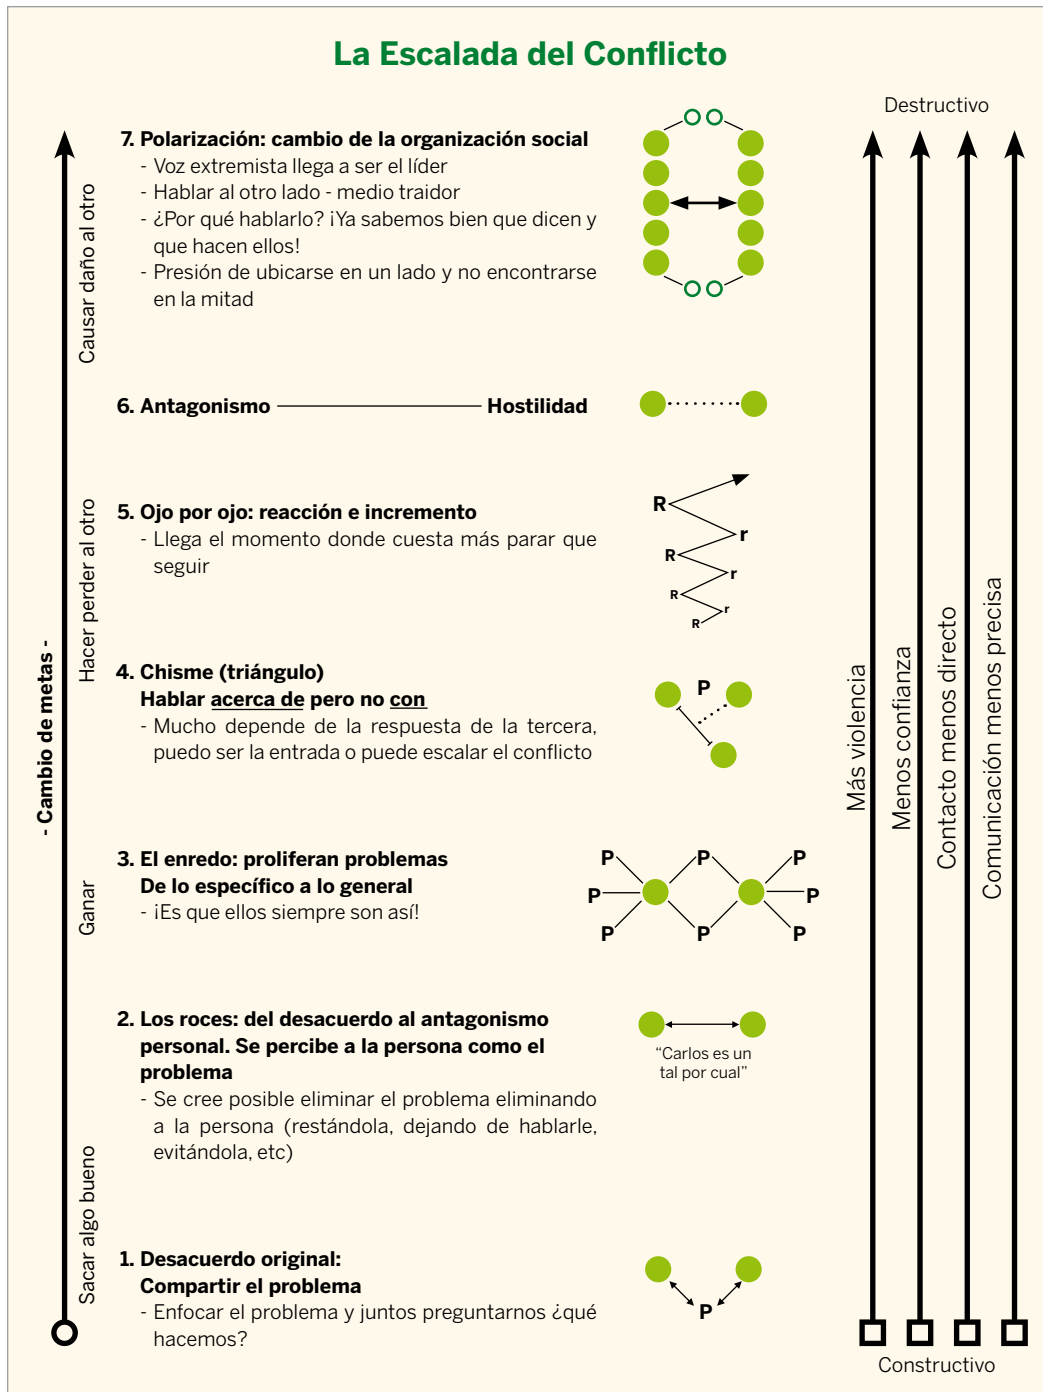 La Escalada del Conflicto
Destructivo
7. Polarización: cambio de la organización social
- Voz extremista llega a ser el líder
- Hablar al otro lado - medio traidor
- ¿Por qué hablarlo? ¡Ya sabemos bien que dicen y
que hacen ellos!
- Presión de ubicarse en un lado y no encontrarse
en la mitad
Causar daño al otro
6. Antagonismo Hostilidad
5. Ojo por ojo: reacción e incremento
- Llega el momento donde cuesta más parar que
seguir
R
r
R
r
R
r
R
Hacer perder al otro
- Cambio de metas -
4. Chisme (triángulo)
Hablar acerca de pero no con
- Mucho depende de la respuesta de la tercera,
puedo ser la entrada o puede escalar el conflicto
P
Más violencia
Menos confianza
Contacto menos directo
Comunicación menos precisa
3. El enredo: proliferan problemas
De lo específico a lo general
- ¡Es que ellos siempre son así!
P P P
P P
P P P
Ganar
2. Los roces: del desacuerdo al antagonismo
personal. Se percibe a la persona como el
problema
- Se cree posible eliminar el problema eliminando
a la persona (restándola, dejando de hablarle,
evitándola, etc)
“Carlos es un
tal por cual”
Sacar algo bueno
1. Desacuerdo original:
Compartir el problema
- Enfocar el problema y juntos preguntarnos ¿qué
hacemos?
P
Constructivo